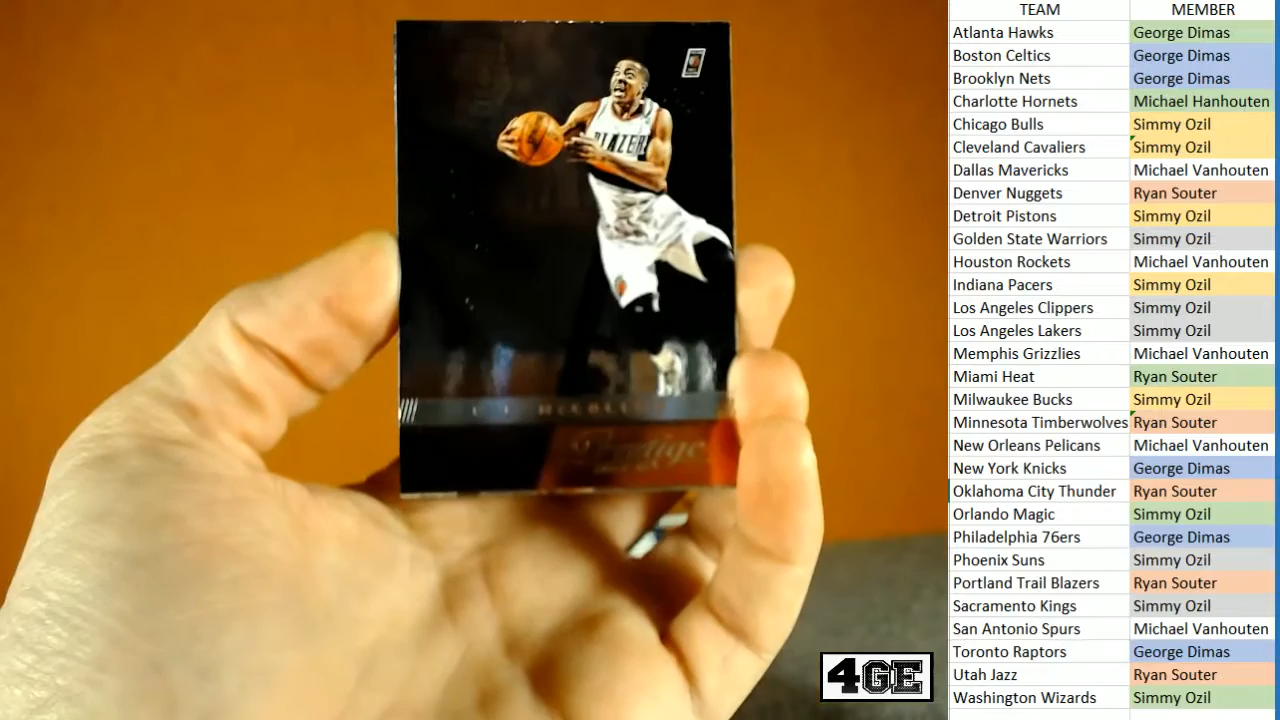 BLAZERS
Prestige
4GE
TEAM MEMBER
Atlanta Hawks George Dimas
Boston Celtics George Dimas
Brooklyn Nets George Dimas
Charlotte Hornets Michael Hanhouten
Chicago Bulls Simmy Ozil
Cleveland Cavaliers Simmy Ozil
Dallas Mavericks Michael Vanhouten
Denver Nuggets Ryan Souter
Detroit Pistons Simmy Ozil
Golden State Warriors Simmy Ozil
Houston Rockets Michael Vanhouten
Indiana Pacers Simmy Ozil
Los Angeles Clippers Simmy Ozil
Los Angeles Lakers Simmy Ozil
Memphis Grizzlies Michael Vanhouten
Miami Heat Ryan Souter
Milwaukee Bucks Simmy Ozil
Minnesota Timberwolves Ryan Souter
New Orleans Pelicans Michael Vanhouten
New York Knicks George Dimas
Oklahoma City Thunder Ryan Souter
Orlando Magic Simmy Ozil
Philadelphia 76ers George Dimas
Phoenix Suns Simmy Ozil
Portland Trail Blazers Ryan Souter
Sacramento Kings Simmy Ozil
San Antonio Spurs Michael Vanhouten
Toronto Raptors George Dimas
Utah Jazz Ryan Souter
Washington Wizards Simmy Ozil